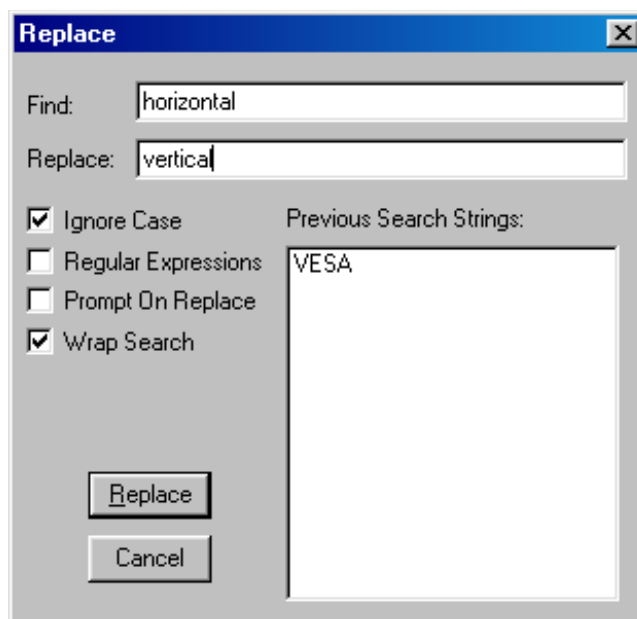 Replace
Find: horizontal
Replace: vertical
Ignore Case
Regular Expressions
Prompt On Replace
Wrap Search
Previous Search Strings:
VESA
Replace
Cancel